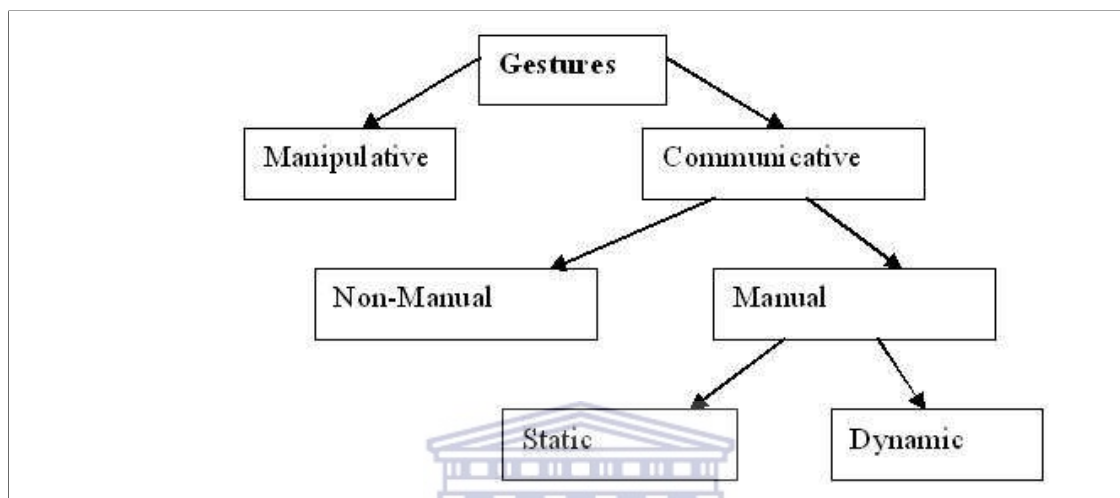 Gestures
Manipulative
Communicative
Non-Manual
Manual
Static
Dynamic